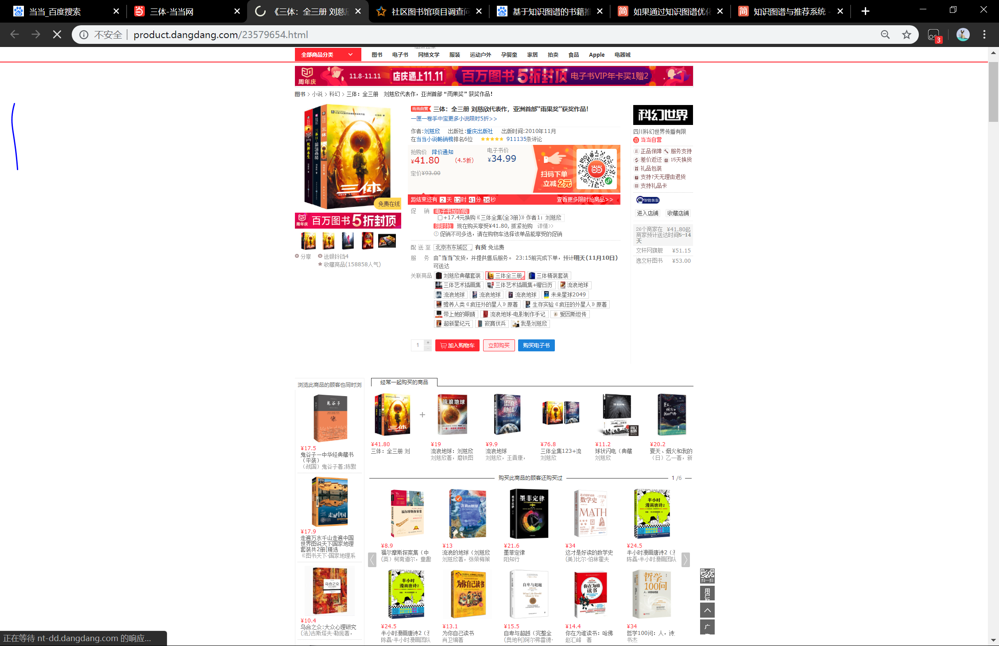 当当_百度搜索
三体-当当网
《三体：全三册 刘慈欣
社区图书馆项目调查问
基于知识图谱的书籍推
如果通过知识图谱优化
知识图谱与推荐系统 -
不安全 product.dangdang.com/23579654.html
3
全部商品分类
图书 电子书 网络文学 服装 运动户外 孕婴童 家居 拍卖 食品 Apple 电器城
周年庆 11.8-11.11 店庆遇上11.11 百万图书5折封顶 电子书VIP年卡买1赠2
图书 > 小说 > 科幻 > 三体：全三册 刘慈欣代表作，亚洲首部“雨果奖”获奖作品！
三体
免费在线
周年庆 百万图书5折封顶
分享 送银铃铛4
收藏商品(158858人气)
当当自营 三体：全三册 刘慈欣代表作，亚洲首部“雨果奖”获奖作品！
一匣一卷手中宝更多小说限时5折>>
作者:刘慈欣 出版社:重庆出版社 出版时间:2010年11月
在当当小说畅销榜排名6位 911135条评论
抢购价 降价通知 电子书价
¥41.80 (4.5折) ¥34.99
定价¥93.00
扫码下单
立减2元
距结束还有 2天 12时 41分 36秒 查看更多限时抢商品>>
促 销 电子书加价购
+17.4元换购《三体全集(全3册)》作者1：刘慈欣
限时抢 现在购买享受¥41.80, 抓紧抢购 详情>>
促销不可多选，请在购物车选择该单品能享受的促销
配送至 北京市东城区 有货 免运费
服 务 由“当当”发货，并提供售后服务。 23:15前完成下单，预计明天(11月10日)
可送达
关联商品 刘慈欣典藏套装 三体全三册 三体精装套装
三体艺术插画集 三体艺术插画集+赠日历 流浪地球
流浪地球 流浪地球 流浪地球 未来星球2049
赡养人类《疯狂外的星人》原著 生存实验《疯狂的外星人》原著
带上她的眼睛 流浪地球-电影制作手记 爱因斯坦传
超新星纪元 寂寞伏兵 我是刘慈欣
1 + 加入购物车 立即购买 购买电子书
科幻世界
四川科幻世界传播有限
当当自营
正品保障 服务支持
差价返还 15天换货
礼品包装
支持7天无理由退货
支持礼品卡
智能客服
进入店铺 收藏店铺
26个商家在 ¥41.80起
商家预计送达时间5-14
天
文轩网旗舰 ¥51.15
逸文轩图书 ¥53.00
浏览此商品的顾客也同时浏
鬼谷子
¥17.5
鬼谷子—中华经典藏书
（平装）
（战国）鬼谷子著;陈默
走遍中国
¥17.9
走遍万水千山走遍中国
世界图说天下国家地理
套装共2册[精选
《图书天下·国家地理系
乌合之众
¥10.4
乌合之众:大众心理研究
(法)古斯塔夫·勒庞著，
经常一起购买的商品
¥41.80 ¥19 ¥9.9 ¥76.8 ¥11.2 ¥20.2
三体：全三册 刘 流浪地球：刘慈欣 流浪地球 三体全集123+流 球状闪电（典藏 夏天、烟火和我的
刘慈欣著，磨铁图 刘慈欣，王晋康， 刘慈欣 刘慈欣 （日）乙一著，新
购买此商品的顾客还购买过 1 /6
¥8.9 ¥13 ¥21.6 ¥34 ¥24.5
福尔摩斯探案集（中 流浪的地球（刘慈欣 墨菲定律 这才是好读的数学史 半小时漫画唐诗2（
(英）柯南道尔，童趣 刘慈欣著，张荣梅策 阳知行 (美)比尔·伯林霍夫 陈磊·半小时漫画团队
¥24.5 ¥13.1 ¥15.5 ¥14.4 ¥34
半小时漫画唐诗2（ 为你自己读书 自卑与超越（完整全 你在为谁读书：哈佛 哲学100问：人，诗
陈磊·半小时漫画团队 肖卫编著 (奥地利)阿尔弗雷德· 赵汇峰 著 书杰
扫一扫
用户反
广
正在等待 nt-dd.dangdang.com 的响应...